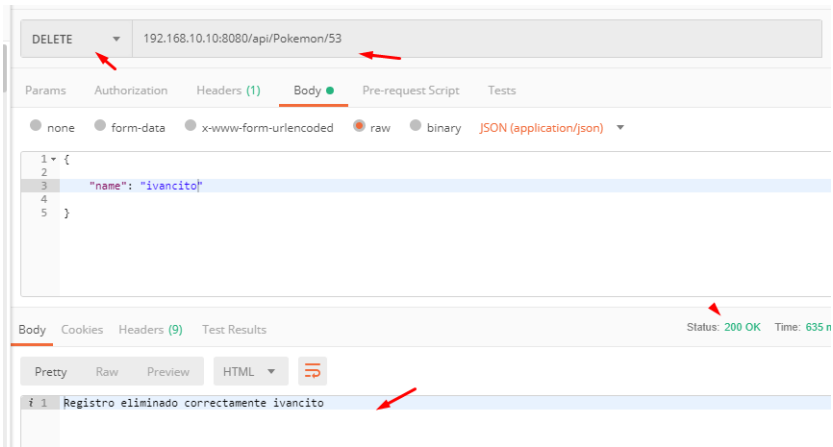 DELETE 192.168.10.10:8080/api/Pokemon/53
Params Authorization Headers (1) Body Pre-request Script Tests
none form-data x-www-form-urlencoded raw binary JSON (application/json)
1 {
2
3 "name": "ivancito"
4
5 }
Body Cookies Headers (9) Test Results Status: 200 OK Time: 635 m
Pretty Raw Preview HTML
i 1 Registro eliminado correctamente ivancito